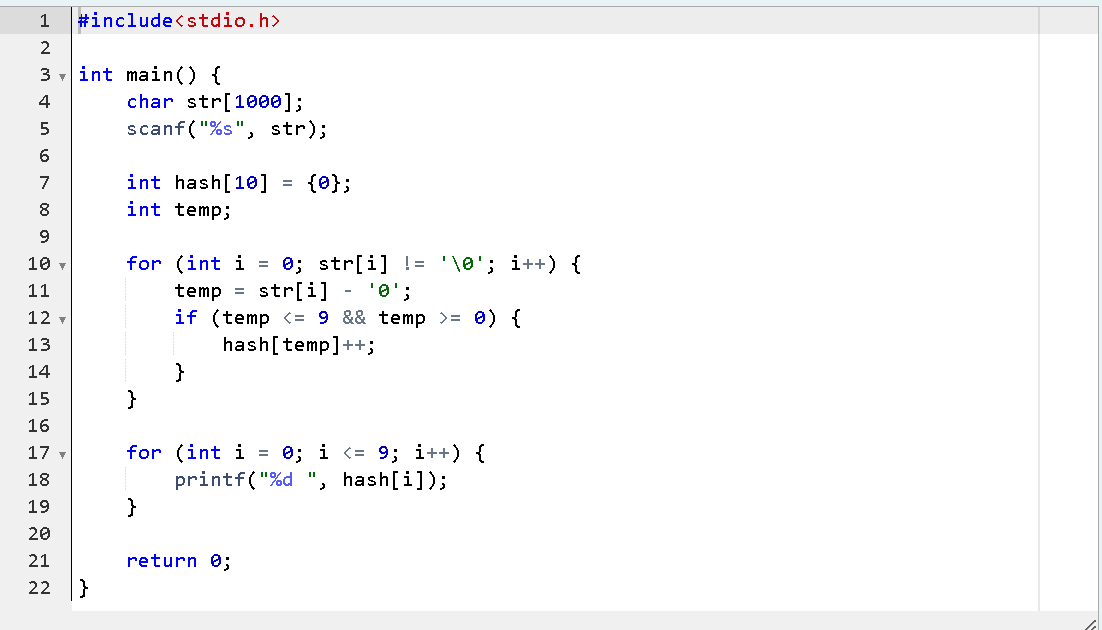 1 #include<stdio.h>
2
3 int main() {
4     char str[1000];
5     scanf("%s", str);
6
7     int hash[10] = {0};
8     int temp;
9
10     for (int i = 0; str[i] != '\0'; i++) {
11         temp = str[i] - '0';
12         if (temp <= 9 && temp >= 0) {
13             hash[temp]++;
14         }
15     }
16
17     for (int i = 0; i <= 9; i++) {
18         printf("%d ", hash[i]);
19     }
20
21     return 0;
22 }